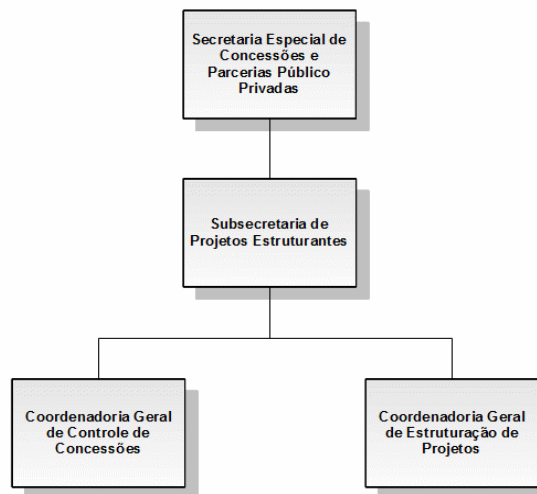 Secretaria Especial de
Concessões e
Parcerias Público
Privadas
Subsecretaria de
Projetos Estruturantes
Coordenadoria Geral
de Controle de
Concessões
Coordenadoria Geral
de Estruturação de
Projetos